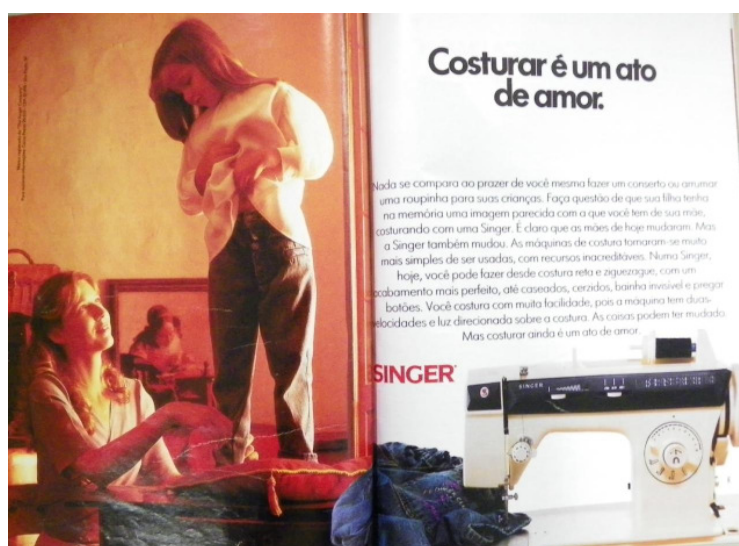 Costurar é um ato
de amor.
Nada se compara ao prazer de você mesma fazer um conserto ou arrumar
uma roupinha para suas crianças. Faça questão de que sua filha tenha
na memória uma imagem parecida com a que você tem de sua mãe,
costurando com uma Singer. É claro que as mães de hoje mudaram. Mas
a Singer também mudou. As máquinas de costura tornaram-se muito
mais simples de ser usadas, com recursos inacreditáveis. Numa Singer,
hoje, você pode fazer desde costura reta e ziguezague, com um
acabamento mais perfeito, até caseados, cerzidos, bainha invisível e pregar
botões. Você costura com muita facilidade, pois a máquina tem duas-
velocidades e luz direcionada sobre a costura. As coisas podem ter mudado.
Mas costurar ainda é um ato de amor.
SINGER
SINGER